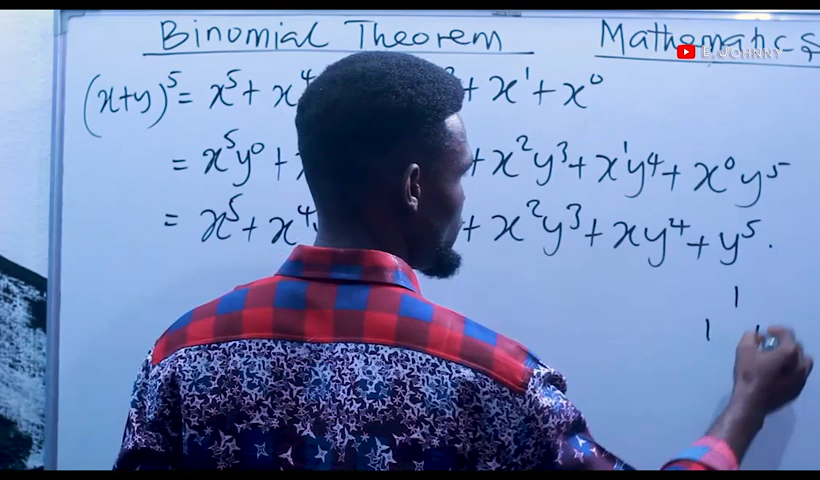 Binomial Theorem Mathematics
E.JOHNRY
(x+y)⁵ = x⁵ + x⁴ + x¹ + x⁰
= x⁵y⁰ + + x²y³ + x¹y⁴ + x⁰y⁵
= x⁵ + x⁴ + x²y³ + xy⁴ + y⁵.
1
1 1